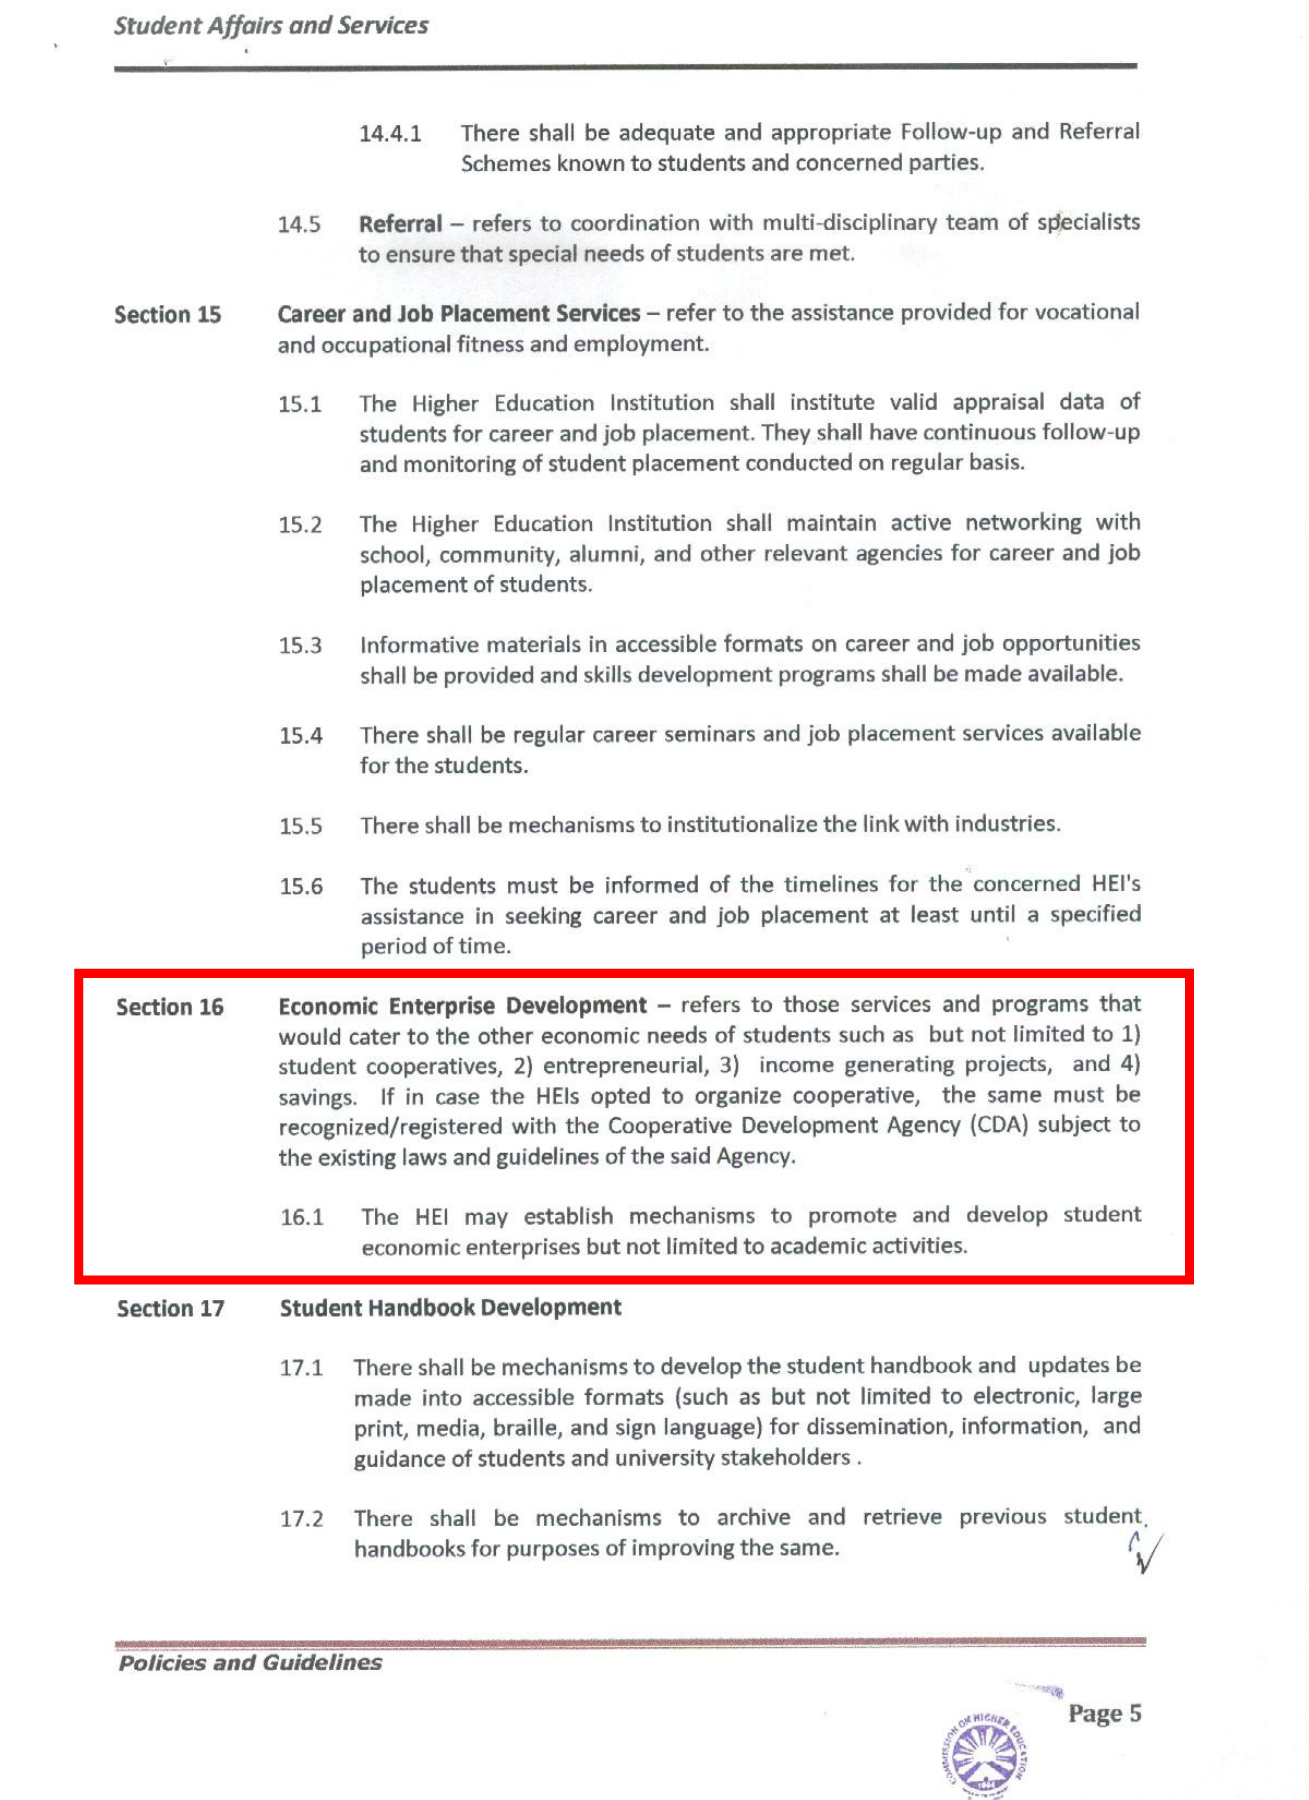 Student Affairs and Services
14.4.1 There shall be adequate and appropriate Follow-up and Referral
Schemes known to students and concerned parties.
14.5 Referral – refers to coordination with multi-disciplinary team of specialists
to ensure that special needs of students are met.
Section 15 Career and Job Placement Services – refer to the assistance provided for vocational
and occupational fitness and employment.
15.1 The Higher Education Institution shall institute valid appraisal data of
students for career and job placement. They shall have continuous follow-up
and monitoring of student placement conducted on regular basis.
15.2 The Higher Education Institution shall maintain active networking with
school, community, alumni, and other relevant agencies for career and job
placement of students.
15.3 Informative materials in accessible formats on career and job opportunities
shall be provided and skills development programs shall be made available.
15.4 There shall be regular career seminars and job placement services available
for the students.
15.5 There shall be mechanisms to institutionalize the link with industries.
15.6 The students must be informed of the timelines for the concerned HEI's
assistance in seeking career and job placement at least until a specified
period of time.
Section 16 Economic Enterprise Development – refers to those services and programs that
would cater to the other economic needs of students such as but not limited to 1)
student cooperatives, 2) entrepreneurial, 3) income generating projects, and 4)
savings. If in case the HEIs opted to organize cooperative, the same must be
recognized/registered with the Cooperative Development Agency (CDA) subject to
the existing laws and guidelines of the said Agency.
16.1 The HEI may establish mechanisms to promote and develop student
economic enterprises but not limited to academic activities.
Section 17 Student Handbook Development
17.1 There shall be mechanisms to develop the student handbook and updates be
made into accessible formats (such as but not limited to electronic, large
print, media, braille, and sign language) for dissemination, information, and
guidance of students and university stakeholders .
17.2 There shall be mechanisms to archive and retrieve previous student
handbooks for purposes of improving the same.
Policies and Guidelines
Page 5
COMMISSION ON HIGHER EDUCATION